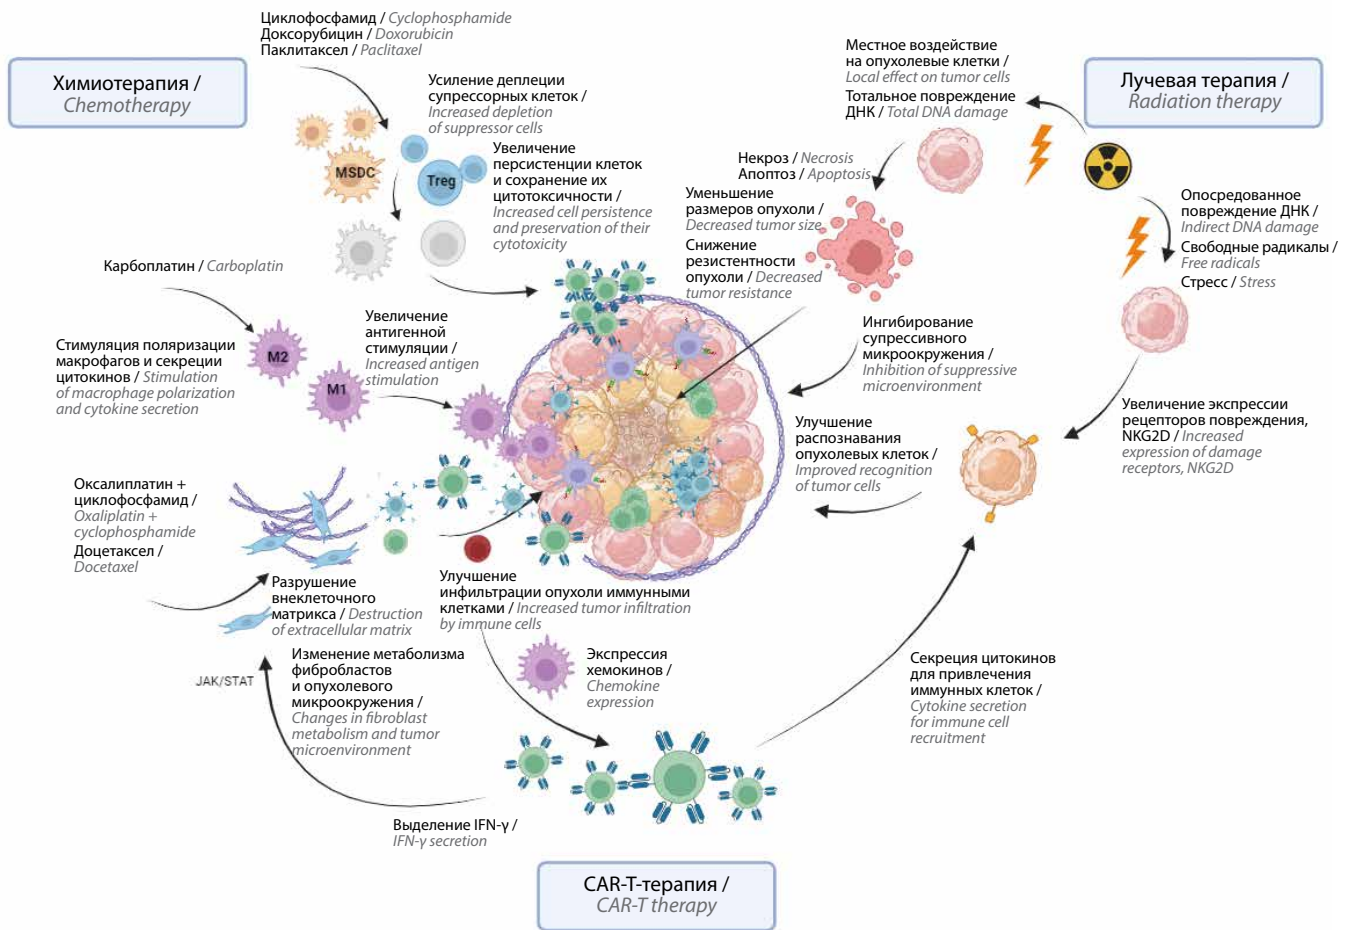 Циклофосфамид / Cyclophosphamide
Доксорубицин / Doxorubicin
Паклитаксел / Paclitaxel
Химиотерапия /
Chemotherapy
Усиление деплеции
супрессорных клеток /
Increased depletion
of suppressor cells
MSDC
Treg
Увеличение
персистенции клеток
и сохранение их
цитотоксичности /
Increased cell persistence
and preservation of their
cytotoxicity
Карбоплатин / Carboplatin
M2
M1
Стимуляция поляризации
макрофагов и секреции
цитокинов / Stimulation
of macrophage polarization
and cytokine secretion
Увеличение
антигенной
стимуляции /
Increased antigen
stimulation
Оксалиплатин +
циклофосфамид /
Oxaliplatin +
cyclophosphamide
Доцетаксел /
Docetaxel
Разрушение
внеклеточного
матрикса / Destruction
of extracellular matrix
Улучшение
инфильтрации опухоли иммунными
клетками / Increased tumor infiltration
by immune cells
JAK/STAT
Изменение метаболизма
фибробластов
и опухолевого
микроокружения /
Changes in fibroblast
metabolism and tumor
microenvironment
Экспрессия
хемокинов /
Chemokine
expression
Выделение IFN-γ /
IFN-γ secretion
CAR-T-терапия /
CAR-T therapy
Местное воздействие
на опухолевые клетки /
Local effect on tumor cells
Тотальное повреждение
ДНК / Total DNA damage
Лучевая терапия /
Radiation therapy
Некроз / Necrosis
Апоптоз / Apoptosis
Уменьшение
размеров опухоли /
Decreased tumor size
Снижение
резистентности
опухоли / Decreased
tumor resistance
Опосредованное
повреждение ДНК /
Indirect DNA damage
Свободные радикалы /
Free radicals
Стресс / Stress
Ингибирование
супрессивного
микроокружения /
Inhibition of suppressive
microenvironment
Улучшение
распознавания
опухолевых клеток /
Improved recognition
of tumor cells
Увеличение экспрессии
рецепторов повреждения,
NKG2D / Increased
expression of damage
receptors, NKG2D
Секреция цитокинов
для привлечения
иммунных клеток /
Cytokine secretion
for immune cell
recruitment